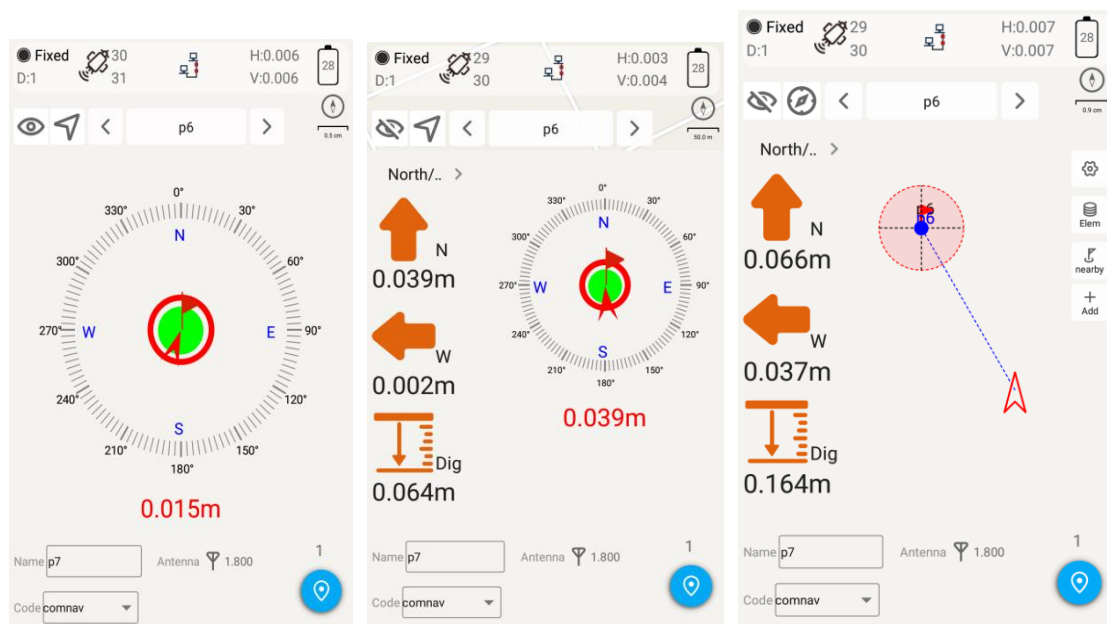 Fixed
30
31
D:1
H:0.006
V:0.006
28
p6
0.5 cm
0°
30°
60°
90°
120°
150°
180°
210°
240°
270°
300°
330°
N
E
S
W
0.015m
Name p7
Antenna 1.800
1
Code comnav
Fixed
29
30
D:1
H:0.003
V:0.004
28
p6
50.0 m
North/..
N
0.039m
W
0.002m
Dig
0.064m
0°
30°
60°
90°
120°
150°
180°
210°
240°
270°
300°
330°
N
E
S
W
0.039m
Name p7
Antenna 1.800
1
Code comnav
Fixed
29
30
D:1
H:0.007
V:0.007
28
p6
0.9 cm
North/..
N
0.066m
W
0.037m
Dig
0.164m
p6
p6
Elem
nearby
Add
Name p7
Antenna 1.800
1
Code comnav